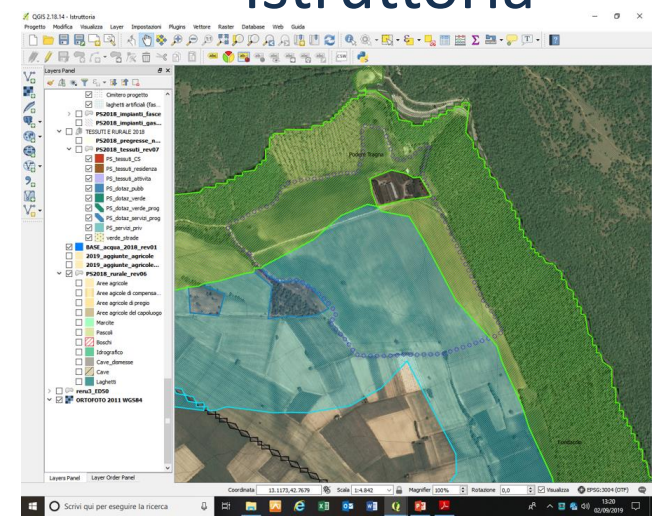 Istruttoria
QGIS 2.18.14 - Istruttoria
Progetto Modifica Visualizza Layer Impostazioni Plugins Vettore Raster Database Web Guida
CSW
Layers Panel
Cimitero progetto
laghetti artificiali (fas...
PS2018_impianti_fasce
PS2018_impianti_gas...
TESSUTI E RURALE 2018
PS2018_pregresse_n...
PS2018_tessuti_rev07
PS_tessuti_CS
PS_tessuti_residenza
PS_tessuti_attivita
PS_dotaz_pubb
PS_dotaz_verde
PS_dotaz_verde_prog
PS_dotaz_servizi_prog
PS_servizi_priv
verde_strade
BASE_acqua_2018_rev01
2019_aggiunte_agricole
2019_aggiunte_agricole...
PS2018_rurale_rev06
Aree agricole
Aree agicole di compensa...
Aree agricole di pregio
Aree agricole del capoluogo
Marcite
Pascoli
Boschi
Idrografico
Cave_domesse
Cave
Laghetti
reru3_ED50
ORTOFOTO 2011 WGS84
Layers Panel Layer Order Panel
Coordinata 13.1173,42.7679 Scala 1:4.842 Magnifier 100% Rotazione 0,0 Visualizza EPSG:3004 (OTF)
Scrivi qui per eseguire la ricerca
13:20
02/09/2019